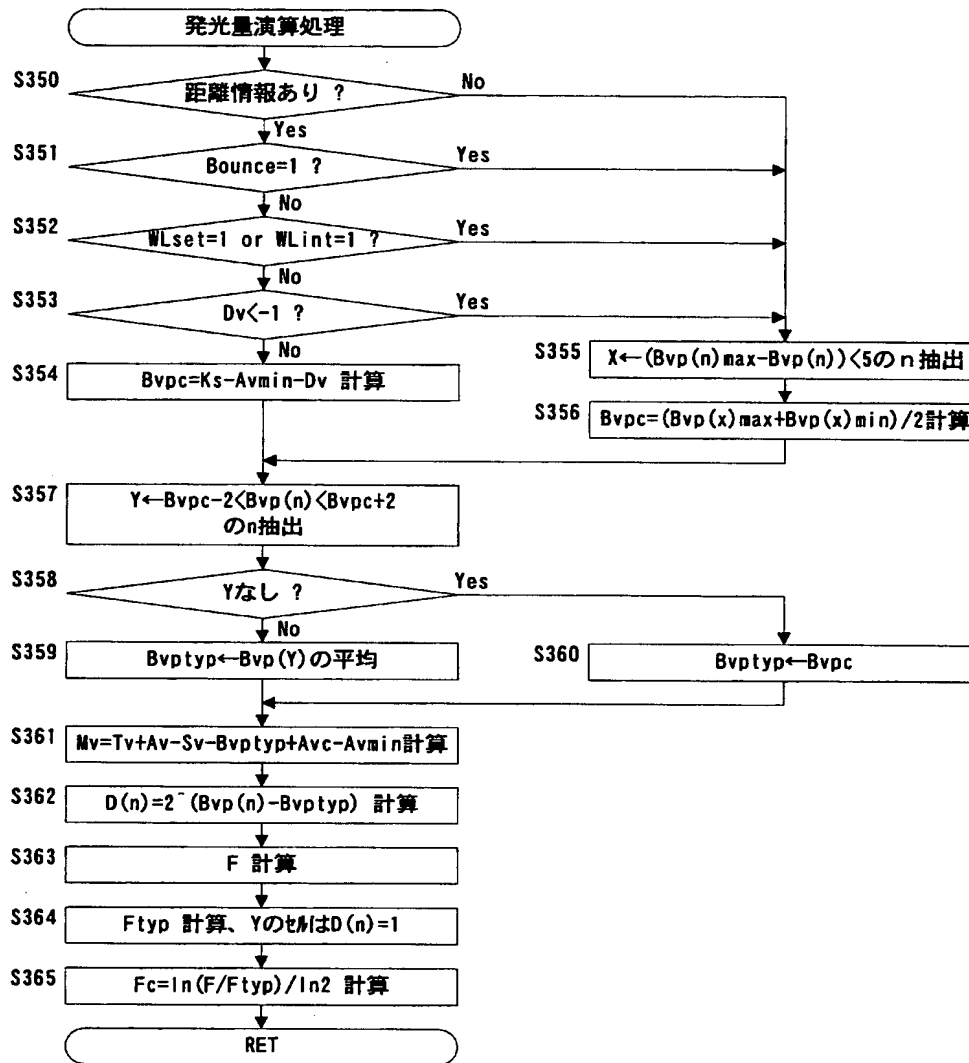 発光量演算処理
S350
距離情報あり ?
No
Yes
S351
Bounce=1 ?
Yes
No
S352
WLset=1 or WLint=1 ?
Yes
No
S353
Dv<-1 ?
Yes
No
S354
Bvpc=Ks-Avmin-Dv 計算
S355
X←(Bvp(n)max-Bvp(n))<5のn抽出
S356
Bvpc=(Bvp(x)max+Bvp(x)min)/2計算
S357
Y←Bvpc-2<Bvp(n)<Bvpc+2
のn抽出
S358
Yなし ?
Yes
No
S359
Bvptyp←Bvp(Y)の平均
S360
Bvptyp←Bvpc
S361
Mv=Tv+Av-Sv-Bvptyp+Avc-Avmin計算
S362
D(n)=2^(Bvp(n)-Bvptyp) 計算
S363
F 計算
S364
Ftyp 計算、Yのｾﾙは D(n)=1
S365
Fc=ln(F/Ftyp)/ln2 計算
RET